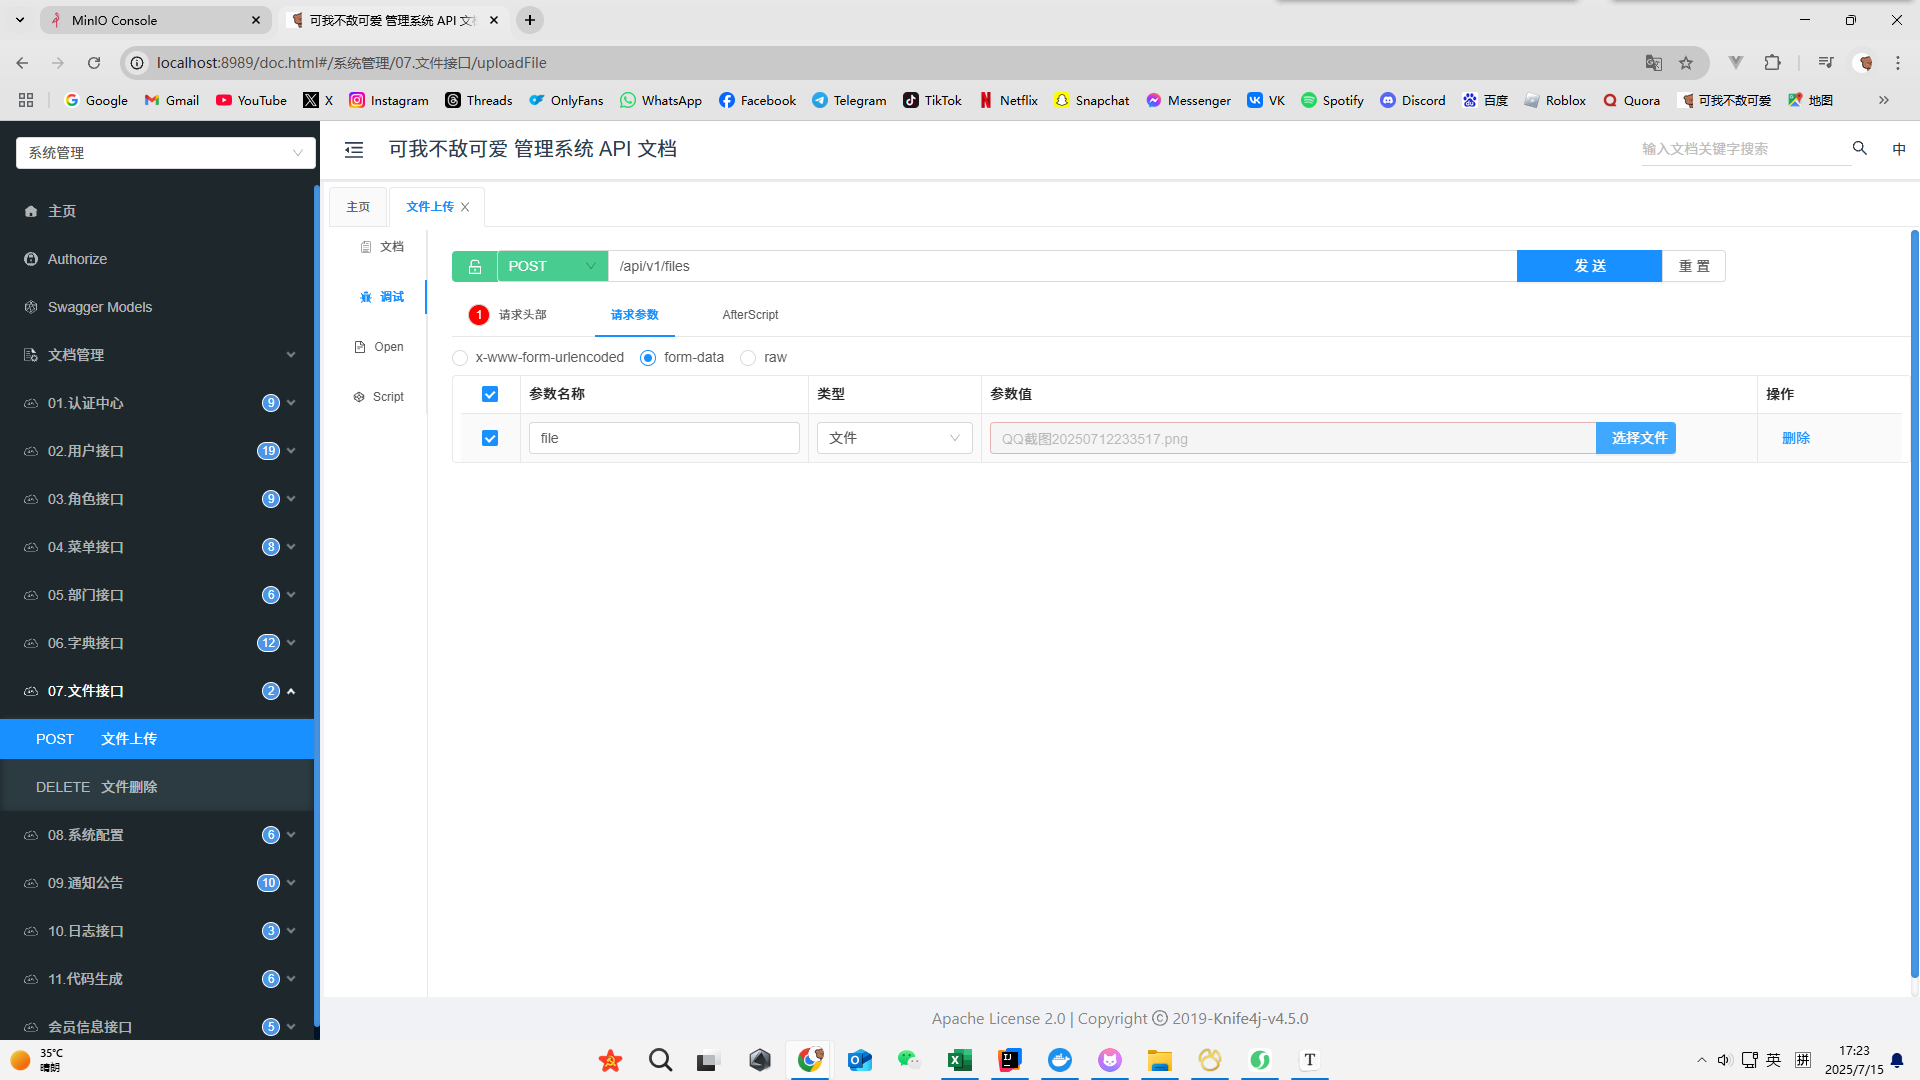 MinIO Console
可我不敌可爱 管理系统 API 文
localhost:8989/doc.html#/系统管理/07.文件接口/uploadFile
Google Gmail YouTube X Instagram Threads OnlyFans WhatsApp Facebook Telegram TikTok Netflix Snapchat Messenger VK Spotify Discord 百度 Roblox Quora 可我不敌可爱 地图
系统管理
主页
Authorize
Swagger Models
文档管理
01.认证中心 9
02.用户接口 19
03.角色接口 9
04.菜单接口 8
05.部门接口 6
06.字典接口 12
07.文件接口 2
POST 文件上传
DELETE 文件删除
08.系统配置 6
09.通知公告 10
10.日志接口 3
11.代码生成 6
会员信息接口 5
可我不敌可爱 管理系统 API 文档
输入文档关键字搜索
中
主页 文件上传
文档
调试
Open
Script
POST /api/v1/files 发 送 重 置
1 请求头部 请求参数 AfterScript
x-www-form-urlencoded form-data raw
参数名称 类型 参数值 操作
file 文件 QQ截图20250712233517.png 选择文件 删除
Apache License 2.0 | Copyright © 2019-Knife4j-v4.5.0
35°C
晴朗
英 拼
17:23
2025/7/15